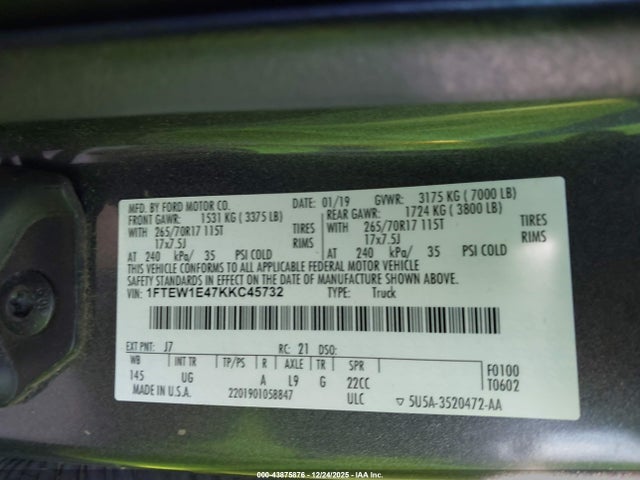 MFD. BY FORD MOTOR CO. DATE: 01/19 GVWR: 3175 KG ( 7000 LB)
FRONT GAWR: 1531 KG ( 3375 LB) REAR GAWR: 1724 KG ( 3800 LB)
WITH 265/70R17 115T TIRES WITH 265/70R17 115T TIRES
17x7.5J RIMS 17x7.5J RIMS
AT 240 kPa/ 35 PSI COLD AT 240 kPa/ 35 PSI COLD
THIS VEHICLE CONFORMS TO ALL APPLICABLE FEDERAL MOTOR VEHICLE
SAFETY STANDARDS IN EFFECT ON THE DATE OF MANUFACTURE SHOWN ABOVE.
VIN: 1FTEW1E47KKC45732 TYPE: Truck
EXT PNT: J7 RC: 21 DSO:
WB INT TR TP/PS R AXLE TR SPR F0100
145 UG A L9 G 22CC T0602
MADE IN U.S.A. 2201901058847 ULC ▽ 5U5A-3520472-AA
000-43875876 - 12/24/2025 - IAA Inc.